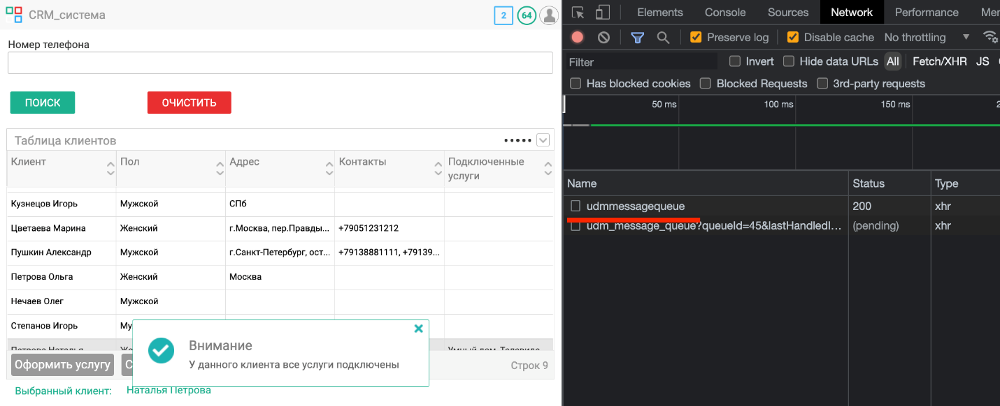 CRM_система
2
64
Номер телефона
ПОИСК
ОЧИСТИТЬ
Таблица клиентов
Клиент Пол Адрес Контакты Подключенные услуги
Кузнецов Игорь Мужской СПб
Цветаева Марина Женский г.Москва, пер.Правды... +79051231212
Пушкин Александр Мужской г.Санкт-Петербург, ост... +79138881111, +79139...
Петрова Ольга Женский Москва
Нечаев Олег Мужской
Степанов Игорь Му
Петрова Наталья Же Умный дом, Телевиде
Оформить услугу С Строк 9
Внимание
У данного клиента все услуги подключены
Выбранный клиент: Наталья Петрова
Elements Console Sources Network Performance Mer
Preserve log Disable cache No throttling
Filter Invert Hide data URLs All Fetch/XHR JS
Has blocked cookies Blocked Requests 3rd-party requests
50 ms 100 ms 150 ms 2
Name Status Type
udmmessagequeue 200 xhr
udm_message_queue?queueId=45&lastHandledI... (pending) xhr